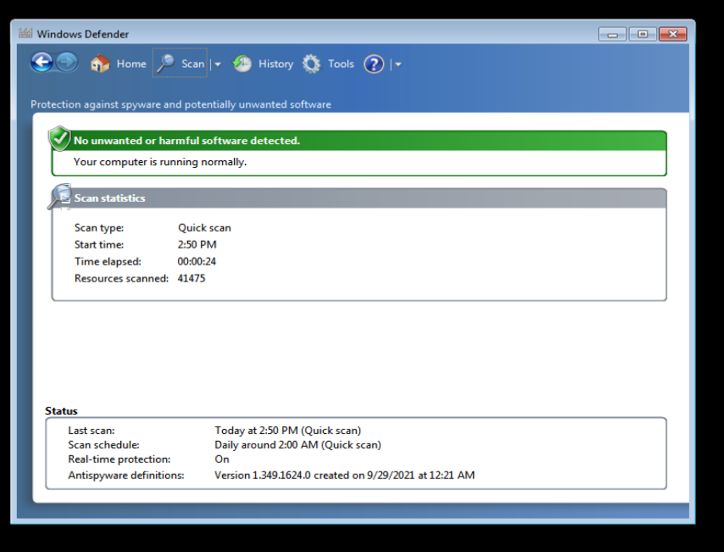 Windows Defender
Home Scan History Tools ?
Protection against spyware and potentially unwanted software
No unwanted or harmful software detected.
Your computer is running normally.
Scan statistics
Scan type: Quick scan
Start time: 2:50 PM
Time elapsed: 00:00:24
Resources scanned: 41475
Status
Last scan: Today at 2:50 PM (Quick scan)
Scan schedule: Daily around 2:00 AM (Quick scan)
Real-time protection: On
Antispyware definitions: Version 1.349.1624.0 created on 9/29/2021 at 12:21 AM